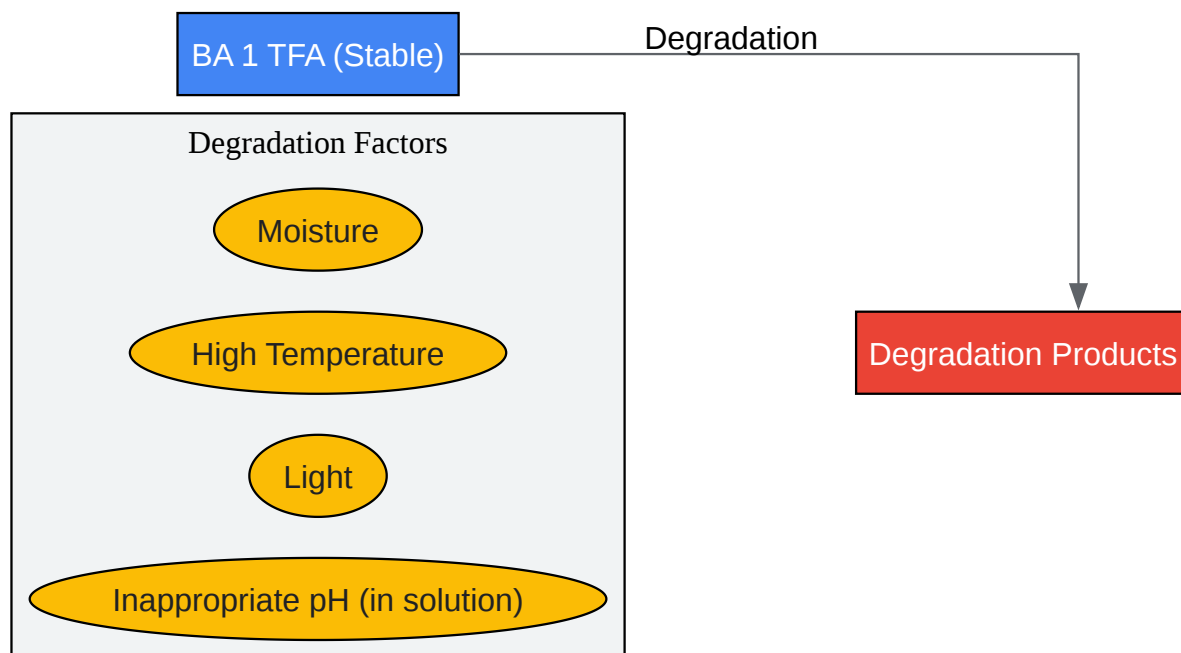 BA 1 TFA (Stable)
Degradation
Degradation Factors
Moisture
High Temperature
Degradation Products
Light
Inappropriate pH (in solution)